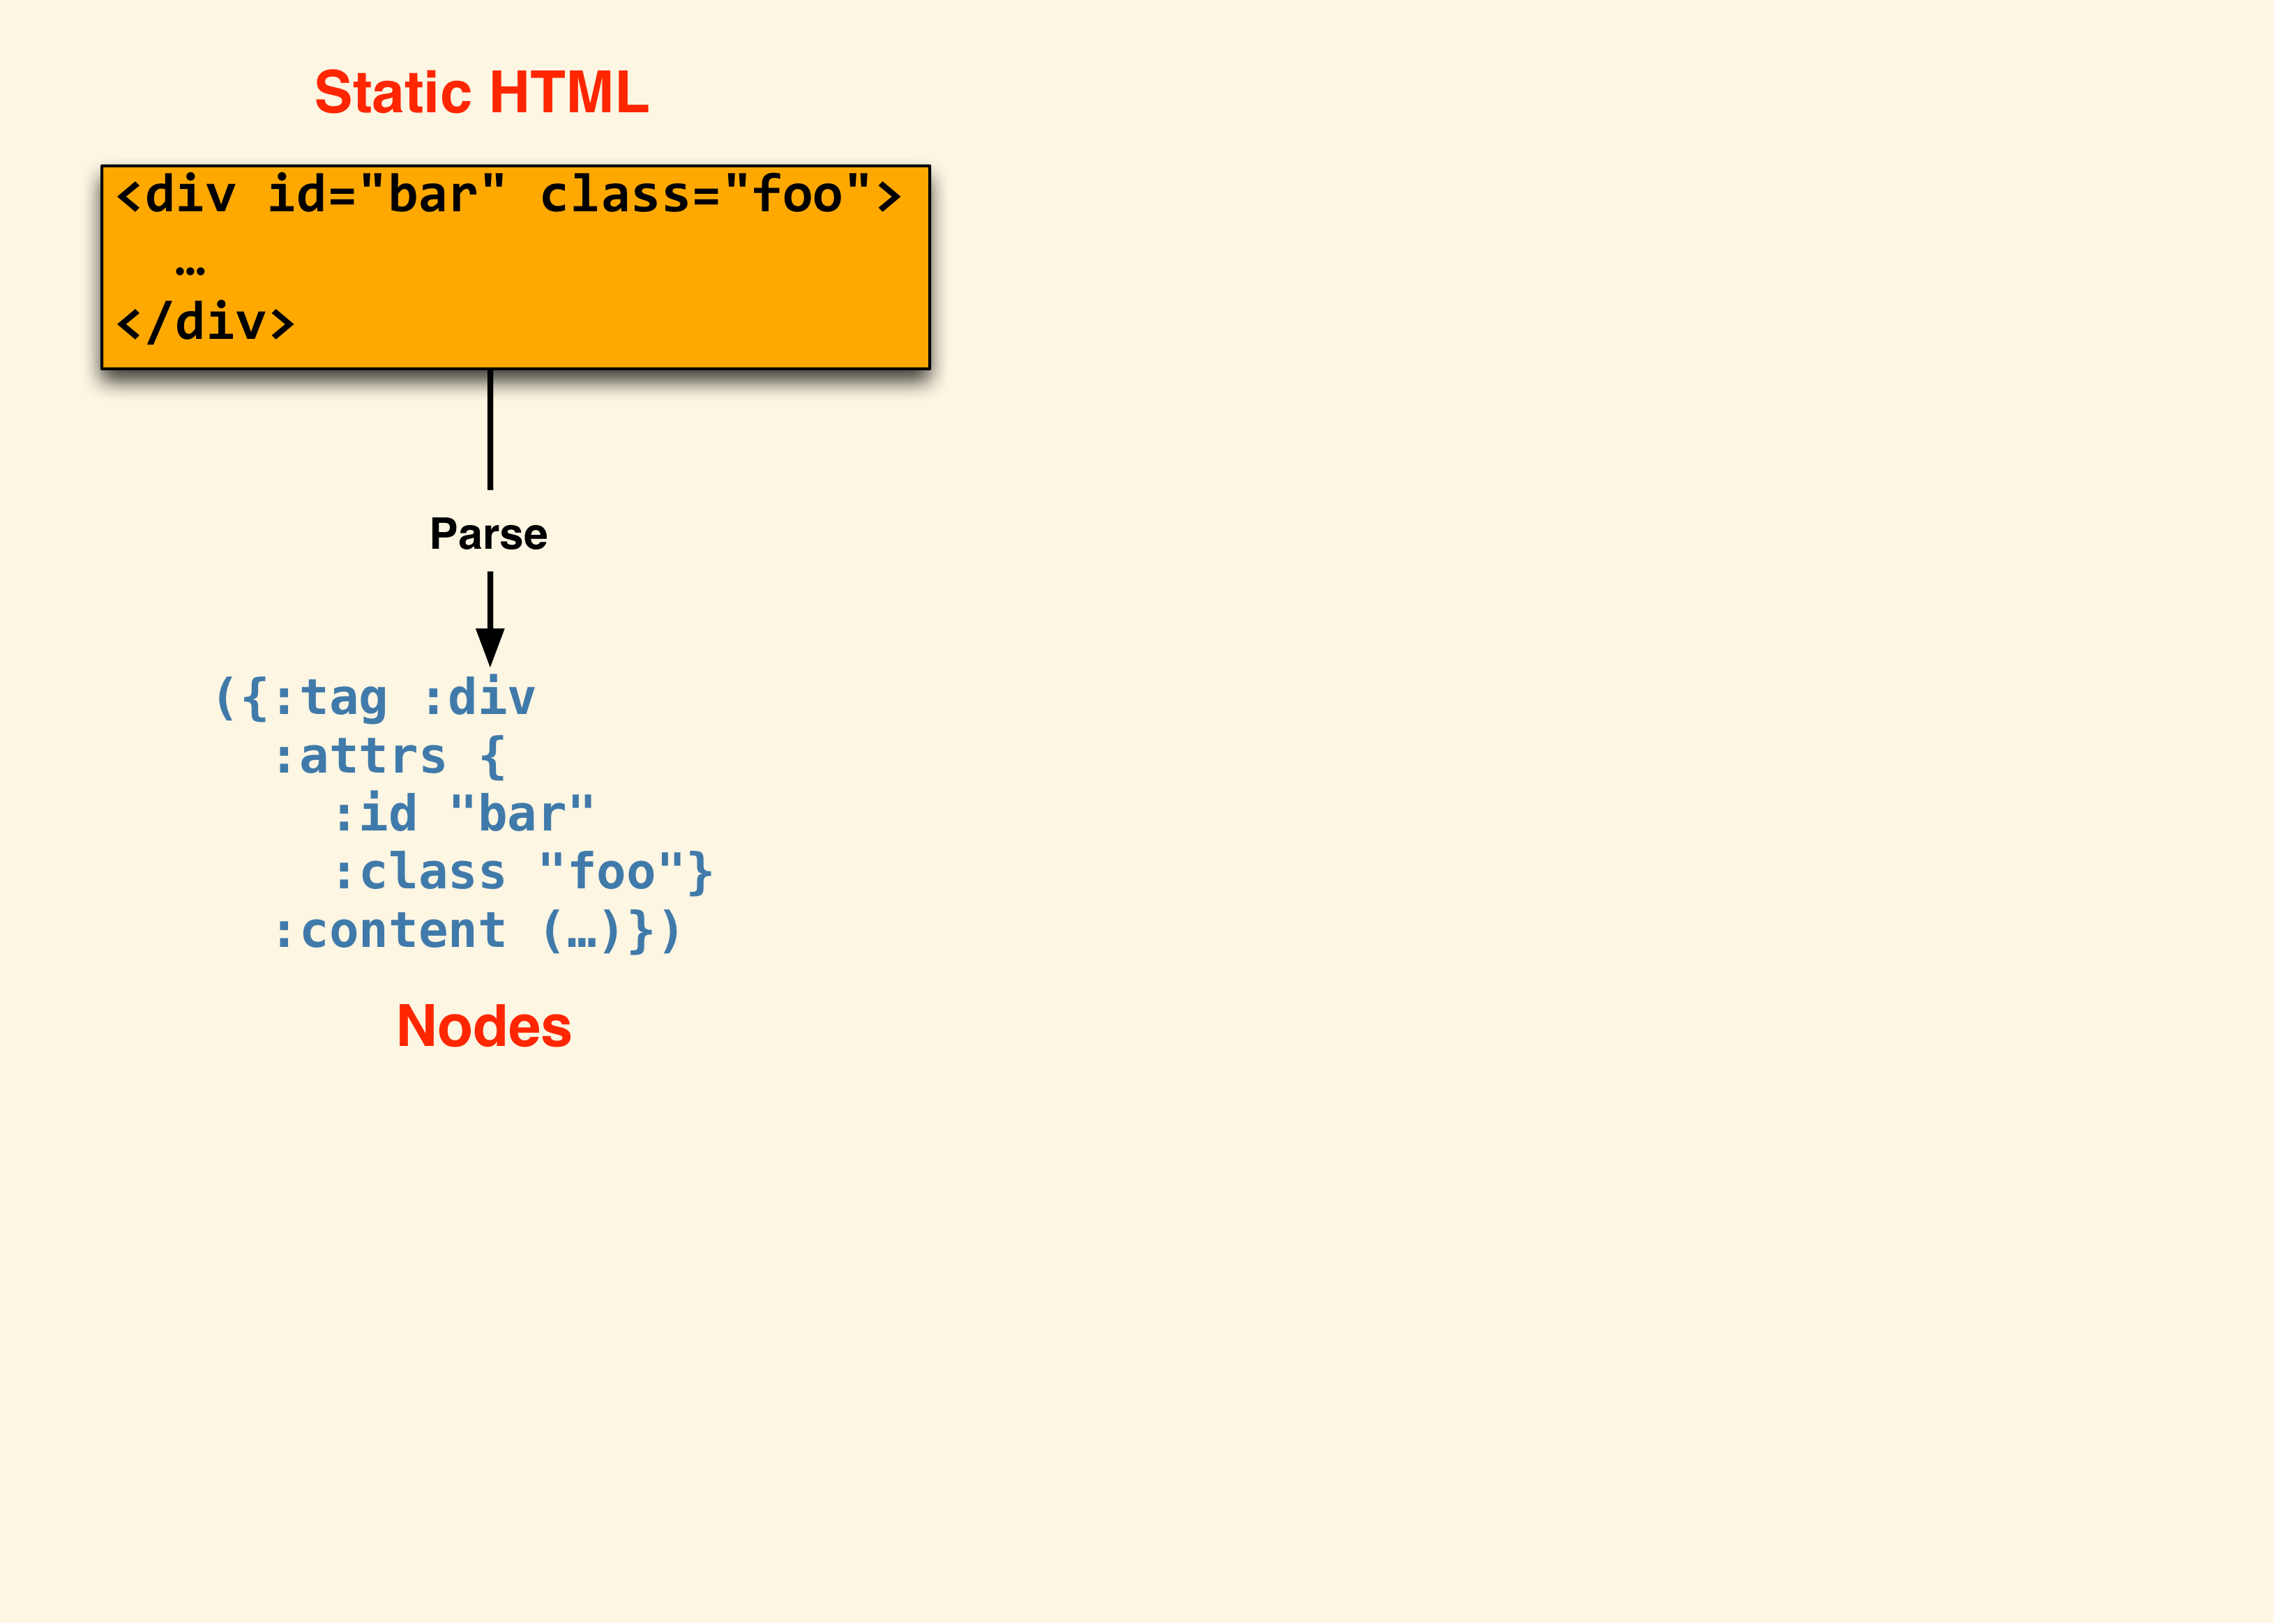 Static HTML
<div id="bar" class="foo">
…
</div>
Parse
({:tag :div
:attrs {
:id "bar"
:class "foo"}
:content (…)})
Nodes